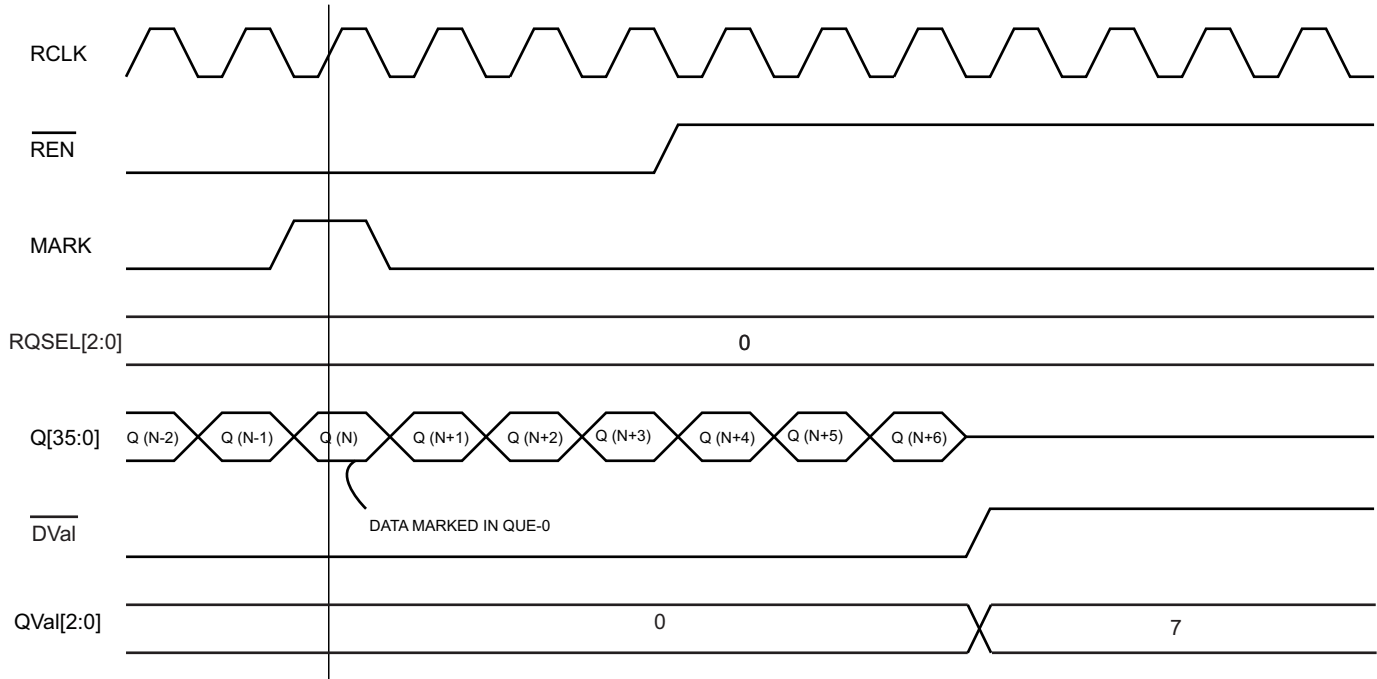 RCLK
REN
MARK
RQSEL[2:0]
0
Q[35:0]
Q (N-2)
Q (N-1)
Q (N)
Q (N+1)
Q (N+2)
Q (N+3)
Q (N+4)
Q (N+5)
Q (N+6)
DATA MARKED IN QUE-0
DVal
QVal[2:0]
0
7